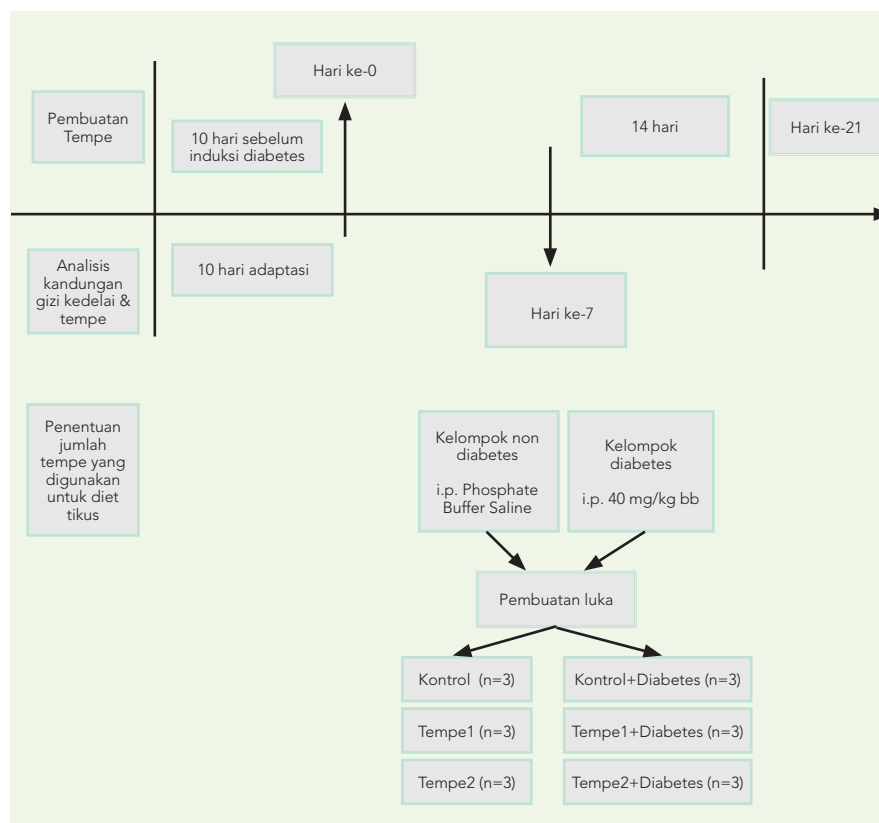 Hari ke-0
Pembuatan
Tempe
10 hari sebelum
induksi diabetes
14 hari
Hari ke-21
Analisis
kandungan
gizi kedelai &
tempe
10 hari adaptasi
Hari ke-7
Penentuan
jumlah
tempe yang
digunakan
untuk diet
tikus
Kelompok non
diabetes
i.p. Phosphate
Buffer Saline
Kelompok
diabetes
i.p. 40 mg/kg bb
Pembuatan luka
Kontrol (n=3)
Kontrol+Diabetes (n=3)
Tempe1 (n=3)
Tempe1+Diabetes (n=3)
Tempe2 (n=3)
Tempe2+Diabetes (n=3)